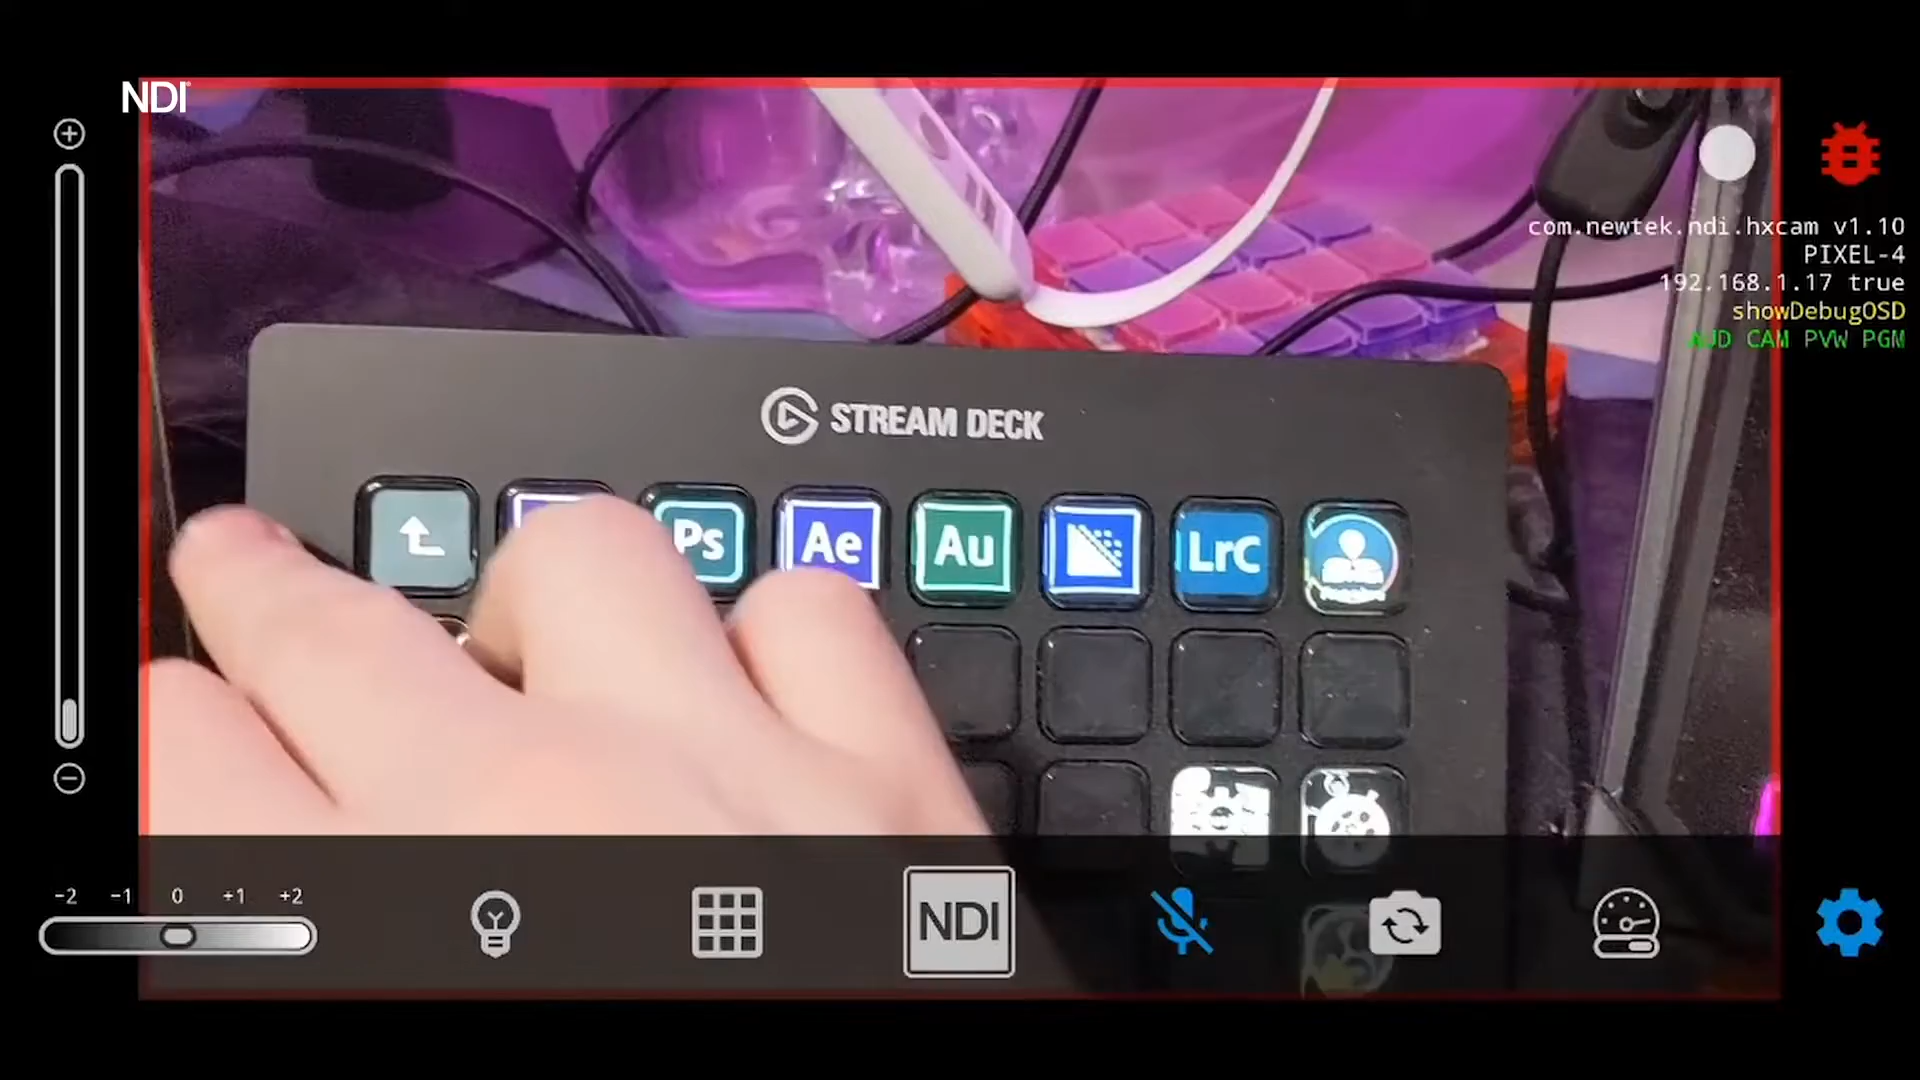 NDI
com.newtek.ndi.hxcam v1.10
PIXEL-4
192.168.1.17 true
showDebugOSD
AUD CAM PVW PGM
STREAM DECK
Ps Ae Au LrC
-2 -1 0 +1 +2
NDI